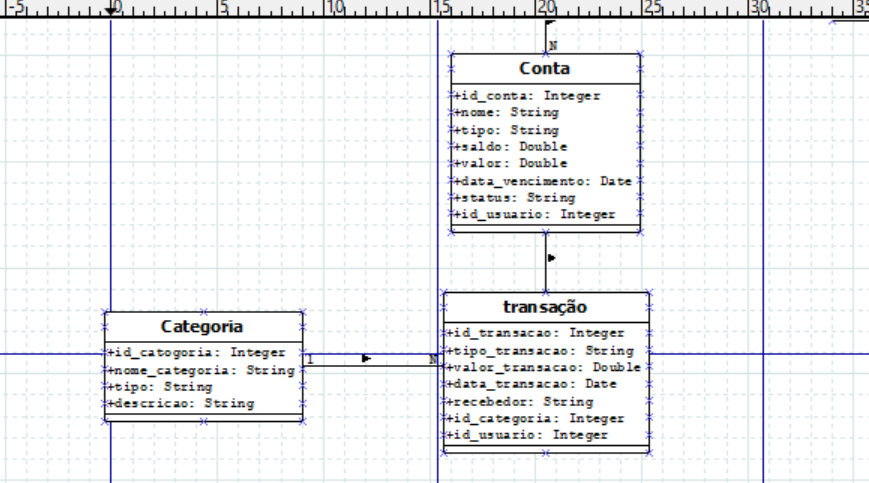 -5 0 5 10 15 20 25 30 35
N
Conta
+id_conta: Integer
+nome: String
+tipo: String
+saldo: Double
+valor: Double
+data_vencimento: Date
+status: String
+id_usuario: Integer
transação
+id_transacao: Integer
+tipo_transacao: String
+valor_transacao: Double
+data_transacao: Date
+recebedor: String
+id_categoria: Integer
+id_usuario: Integer
Categoria
+id_catogoria: Integer
+nome_categoria: String
+tipo: String
+descricao: String
1 N